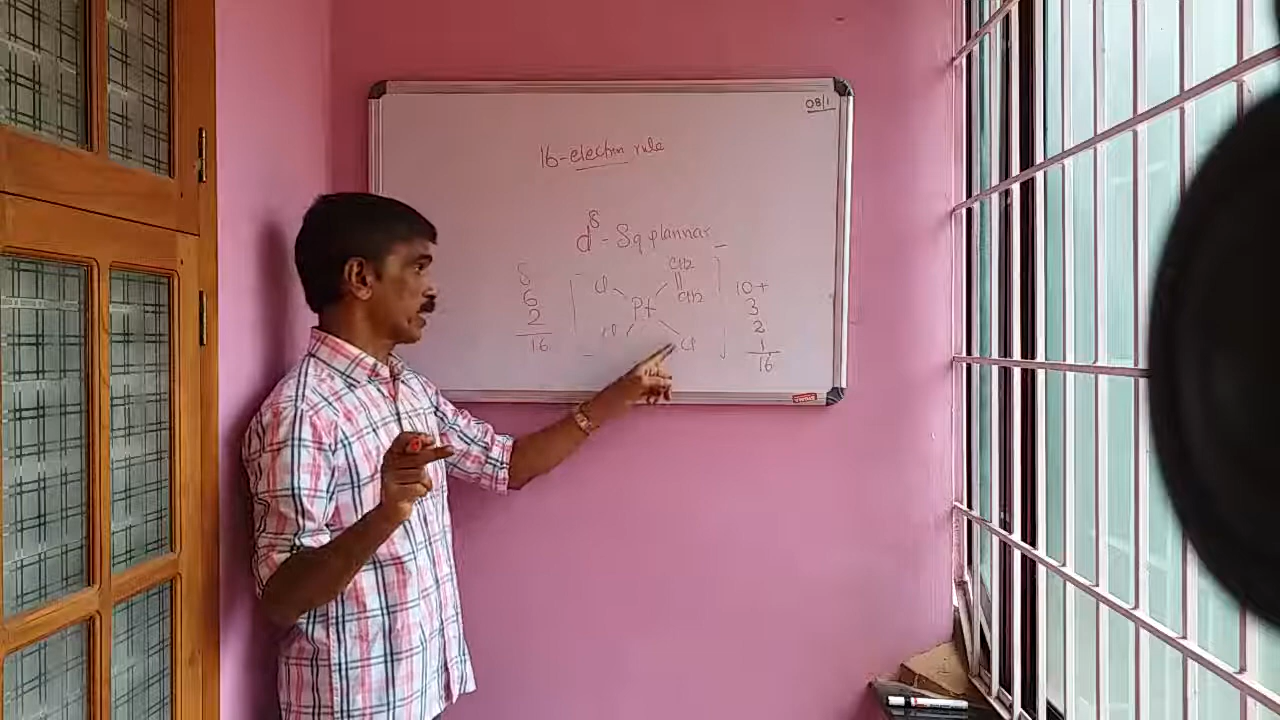 08/1
16-electron rule
d8 = Sq plannar
8
6
2
16
Cl
CH2
||
CH2
Pt
Cl
Cl
-
10+
3
2
1
16